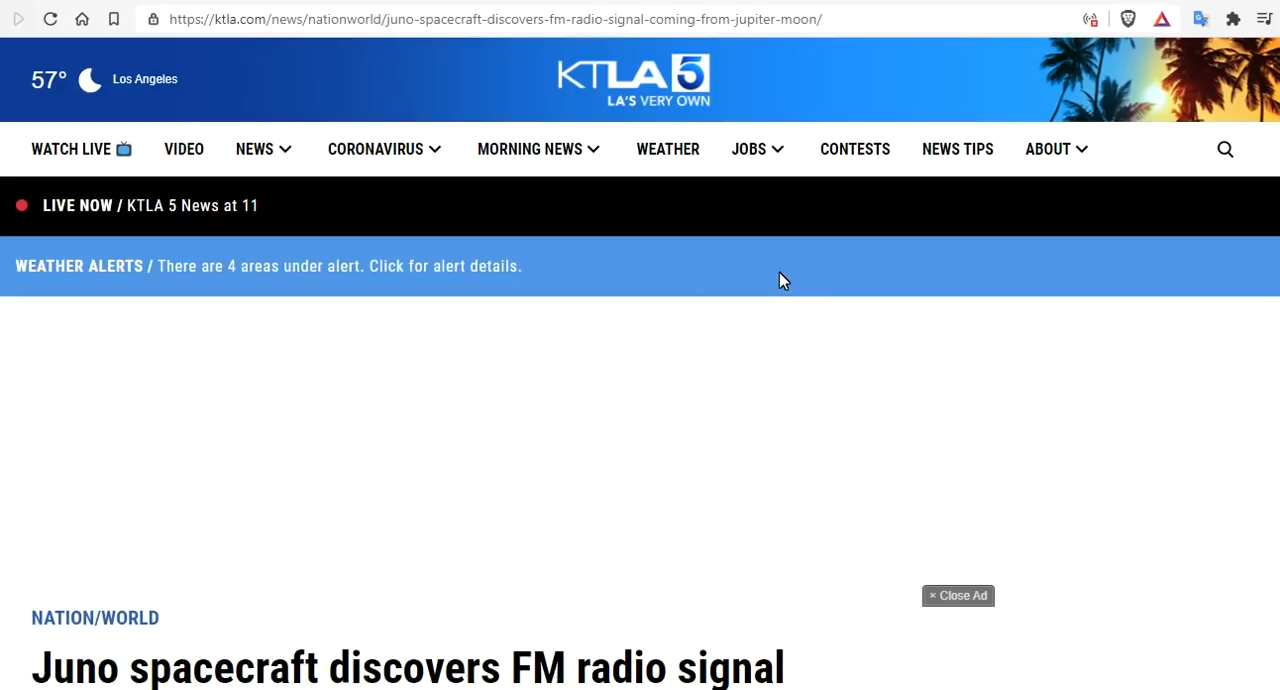 https://ktla.com/news/nationworld/juno-spacecraft-discovers-fm-radio-signal-coming-from-jupiter-moon/
57° Los Angeles
KTLA 5
LA'S VERY OWN
WATCH LIVE VIDEO NEWS CORONAVIRUS MORNING NEWS WEATHER JOBS CONTESTS NEWS TIPS ABOUT
LIVE NOW / KTLA 5 News at 11
WEATHER ALERTS / There are 4 areas under alert. Click for alert details.
× Close Ad
NATION/WORLD
Juno spacecraft discovers FM radio signal